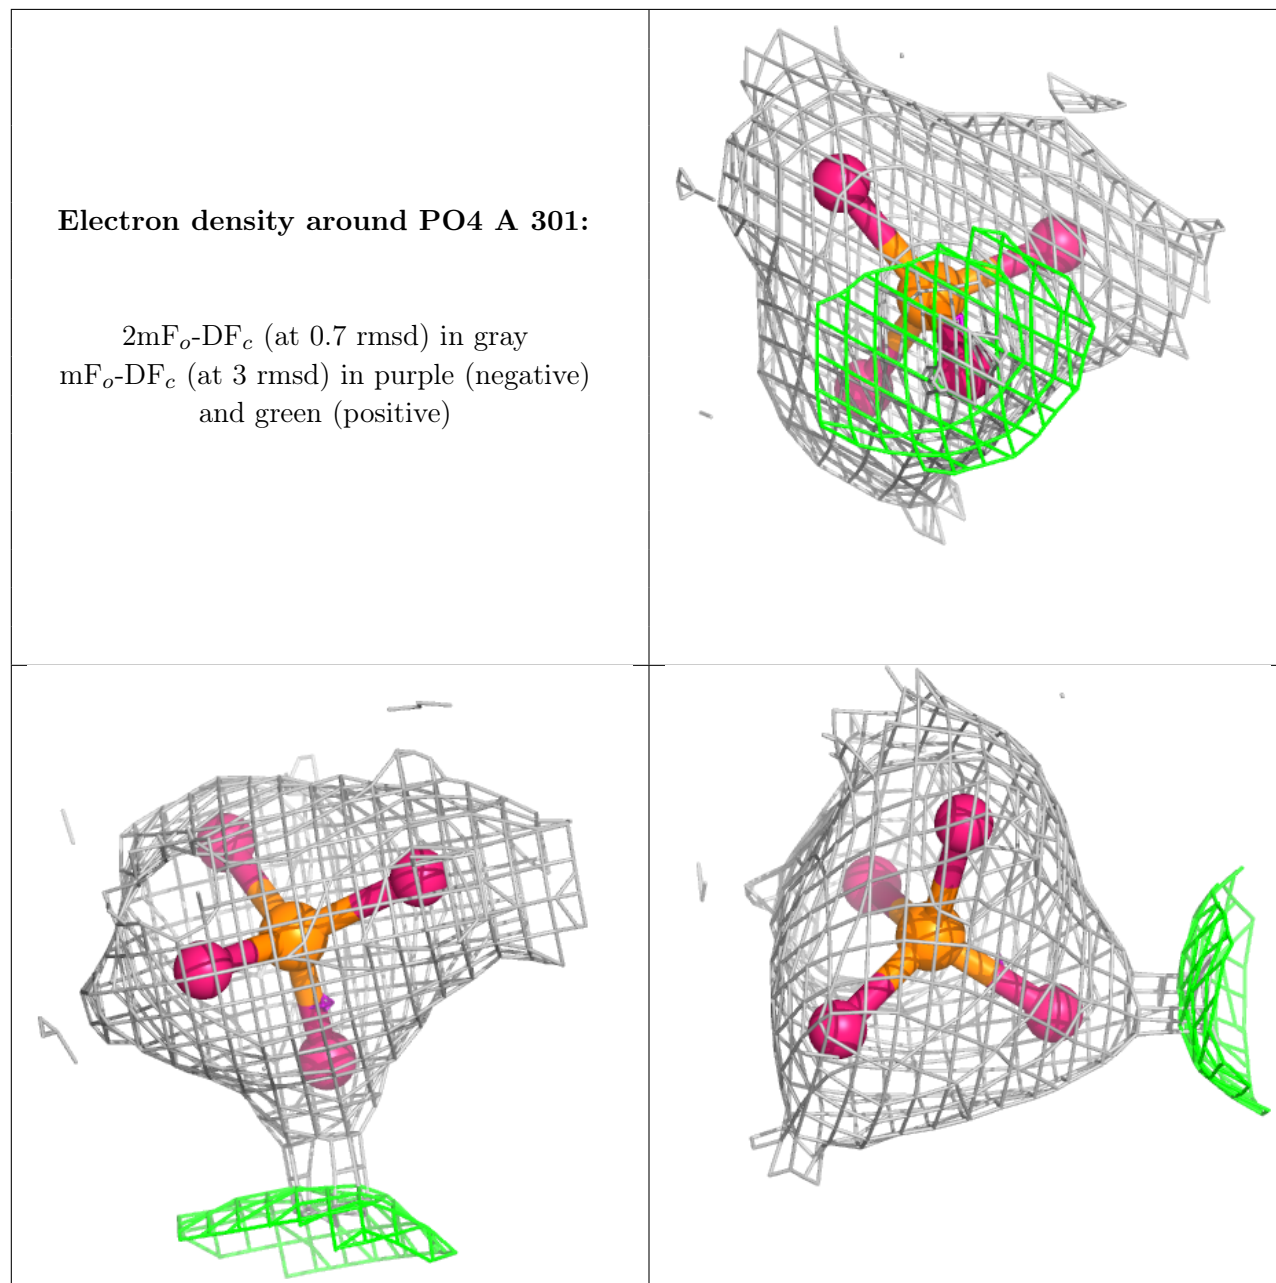 Electron density around PO4 A 301:
2mFo-DFc (at 0.7 rmsd) in gray
mFo-DFc (at 3 rmsd) in purple (negative)
and green (positive)